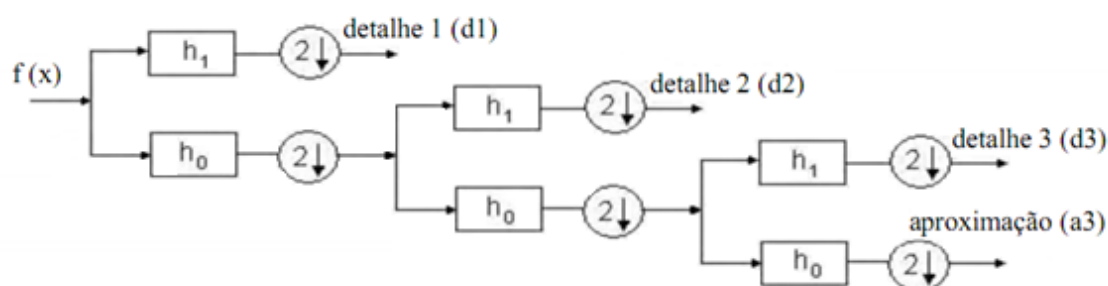 detalhe 1 (d1)
f (x)
h1
2↓
detalhe 2 (d2)
h0
2↓
h1
2↓
detalhe 3 (d3)
h0
2↓
h1
2↓
aproximação (a3)
h0
2↓